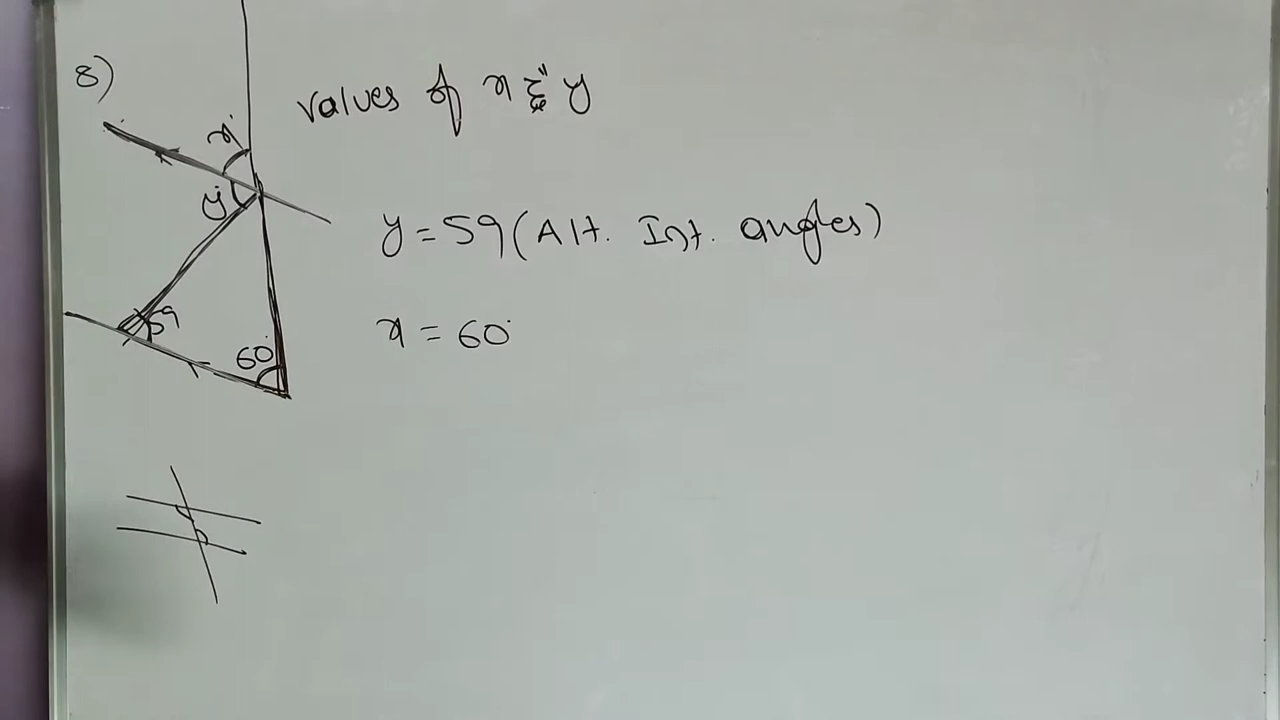 8)
values of x & y
x°
y°
y = 59 (Alt. Int. angles)
59
x = 60°
60°